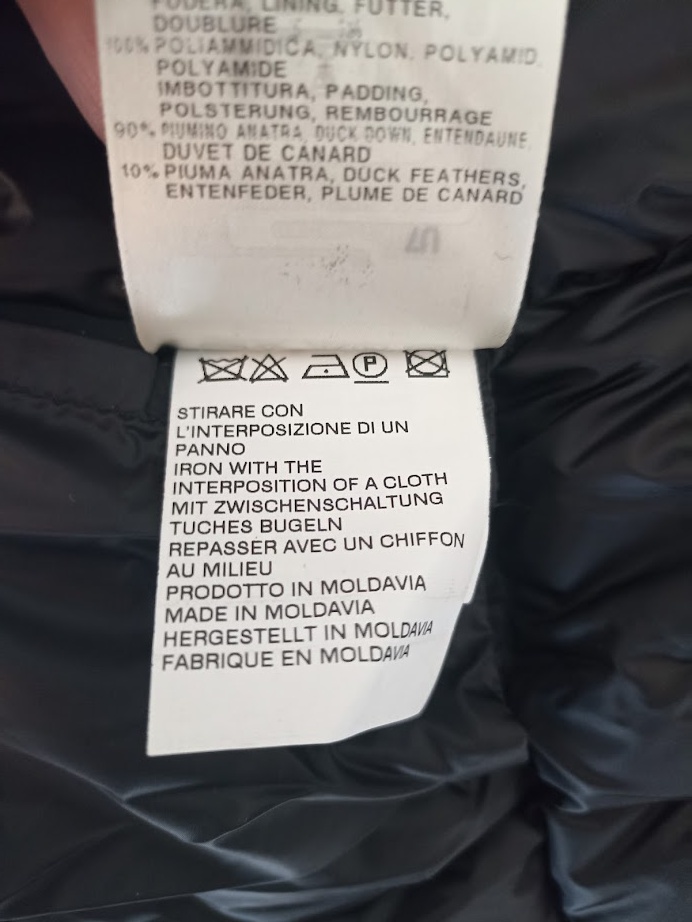 FODERA, LINING, FUTTER,
DOUBLURE
100% POLIAMMIDICA, NYLON, POLYAMID,
POLYAMIDE
IMBOTTITURA, PADDING,
POLSTERUNG, REMBOURRAGE
90% PIUMINO ANATRA, DUCK DOWN, ENTENDAUNE,
DUVET DE CANARD
10% PIUMA ANATRA, DUCK FEATHERS,
ENTENFEDER, PLUME DE CANARD
P
STIRARE CON
L'INTERPOSIZIONE DI UN
PANNO
IRON WITH THE
INTERPOSITION OF A CLOTH
MIT ZWISCHENSCHALTUNG
TUCHES BUGELN
REPASSER AVEC UN CHIFFON
AU MILIEU
PRODOTTO IN MOLDAVIA
MADE IN MOLDAVIA
HERGESTELLT IN MOLDAVIA
FABRIQUE EN MOLDAVIA